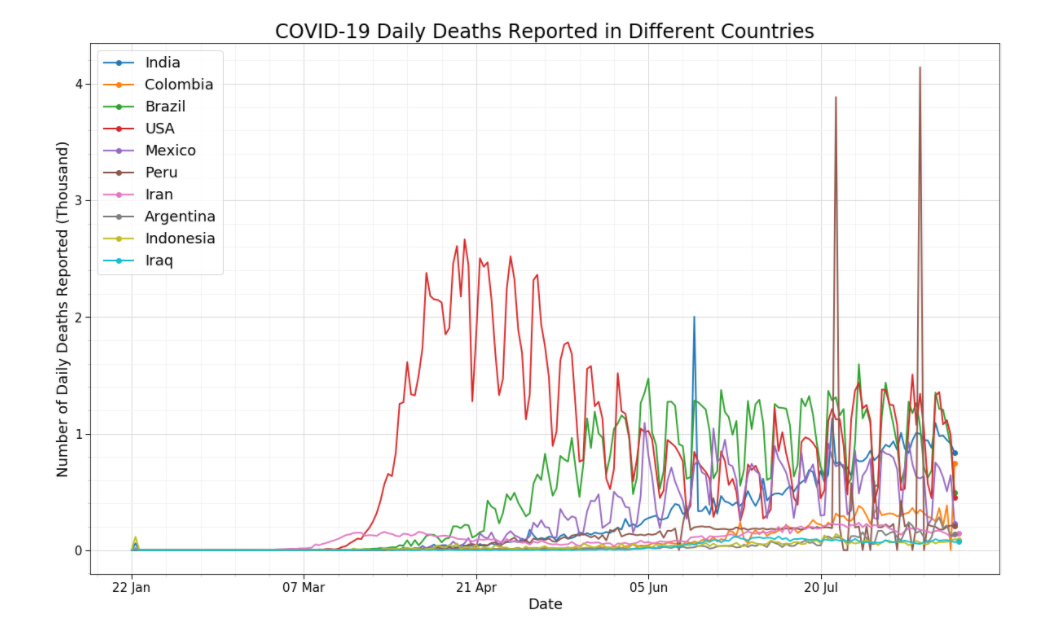 COVID-19 Daily Deaths Reported in Different Countries
India
Colombia
Brazil
USA
Mexico
Peru
Iran
Argentina
Indonesia
Iraq
Number of Daily Deaths Reported (Thousand)
4
3
2
1
0
22 Jan
07 Mar
21 Apr
05 Jun
20 Jul
Date